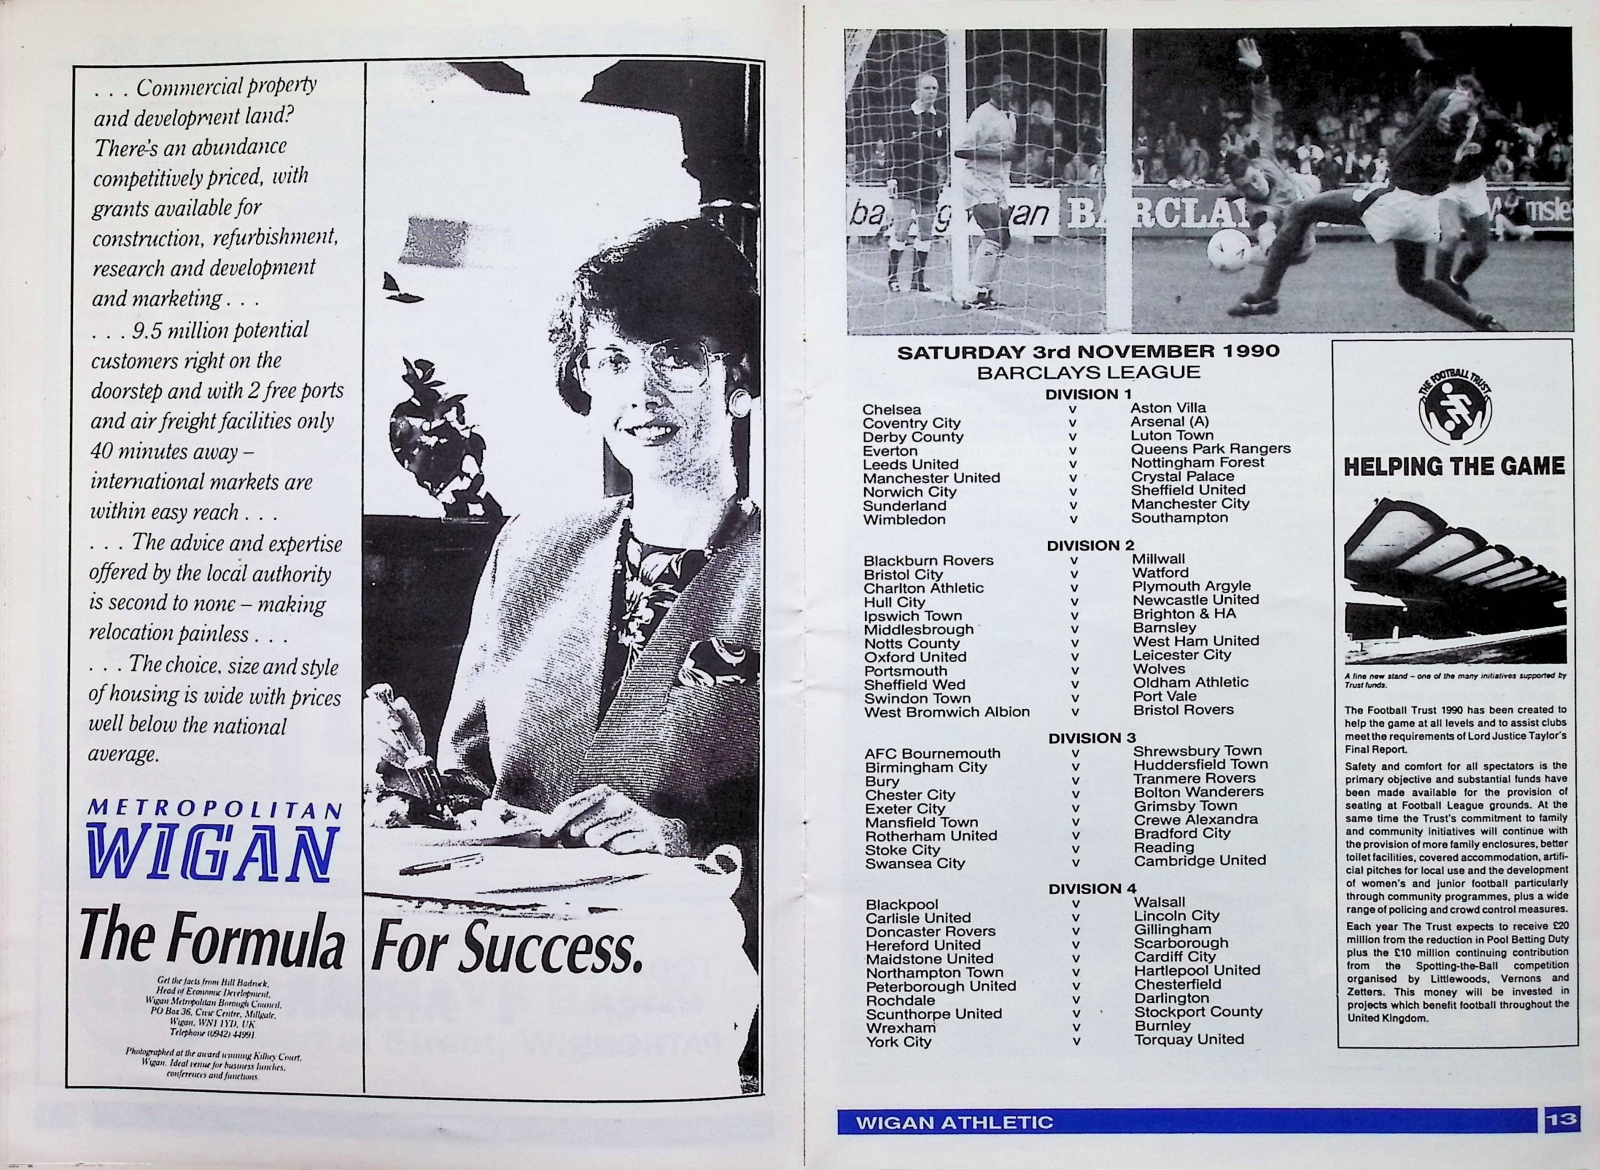 . . . Commercial property
and development land?
There's an abundance
competitively priced, with
grants available for
construction, refurbishment,
research and development
and marketing . . .
. . . 9.5 million potential
customers right on the
doorstep and with 2 free ports
and air freight facilities only
40 minutes away –
international markets are
within easy reach . . .
. . . The advice and expertise
offered by the local authority
is second to none – making
relocation painless . . .
. . . The choice, size and style
of housing is wide with prices
well below the national
average.
METROPOLITAN
WIGAN
The Formula For Success.
Get the facts from Bill Badrock,
Head of Economic Development,
Wigan Metropolitan Borough Council,
PO Box 36, Civic Centre, Millgate,
Wigan, WN1 1YD, UK
Telephone (0942) 44991
Photographed at the award winning Kilhey Court,
Wigan. Ideal venue for business lunches,
conferences and functions.
BARCLAY
SATURDAY 3rd NOVEMBER 1990
BARCLAYS LEAGUE
DIVISION 1
Chelsea v Aston Villa
Coventry City v Arsenal (A)
Derby County v Luton Town
Everton v Queens Park Rangers
Leeds United v Nottingham Forest
Manchester United v Crystal Palace
Norwich City v Sheffield United
Sunderland v Manchester City
Wimbledon v Southampton
DIVISION 2
Blackburn Rovers v Millwall
Bristol City v Watford
Charlton Athletic v Plymouth Argyle
Hull City v Newcastle United
Ipswich Town v Brighton & HA
Middlesbrough v Barnsley
Notts County v West Ham United
Oxford United v Leicester City
Portsmouth v Wolves
Sheffield Wed v Oldham Athletic
Swindon Town v Port Vale
West Bromwich Albion v Bristol Rovers
DIVISION 3
AFC Bournemouth v Shrewsbury Town
Birmingham City v Huddersfield Town
Bury v Tranmere Rovers
Chester City v Bolton Wanderers
Exeter City v Grimsby Town
Mansfield Town v Crewe Alexandra
Rotherham United v Bradford City
Stoke City v Reading
Swansea City v Cambridge United
DIVISION 4
Blackpool v Walsall
Carlisle United v Lincoln City
Doncaster Rovers v Gillingham
Hereford United v Scarborough
Maidstone United v Cardiff City
Northampton Town v Hartlepool United
Peterborough United v Chesterfield
Rochdale v Darlington
Scunthorpe United v Stockport County
Wrexham v Burnley
York City v Torquay United
THE FOOTBALL TRUST
HELPING THE GAME
A fine new stand – one of the many initiatives supported by
Trust funds.
The Football Trust 1990 has been created to
help the game at all levels and to assist clubs
meet the requirements of Lord Justice Taylor's
Final Report.
Safety and comfort for all spectators is the
primary objective and substantial funds have
been made available for the provision of
seating at Football League grounds. At the
same time the Trust's commitment to family
and community initiatives will continue with
the provision of more family enclosures, better
toilet facilities, covered accommodation, artifi-
cial pitches for local use and the development
of women's and junior football particularly
through community programmes, plus a wide
range of policing and crowd control measures.
Each year The Trust expects to receive £20
million from the reduction in Pool Betting Duty
plus the £10 million continuing contribution
from the Spotting-the-Ball competition
organised by Littlewoods, Vernons and
Zetters. This money will be invested in
projects which benefit football throughout the
United Kingdom.
WIGAN ATHLETIC
13